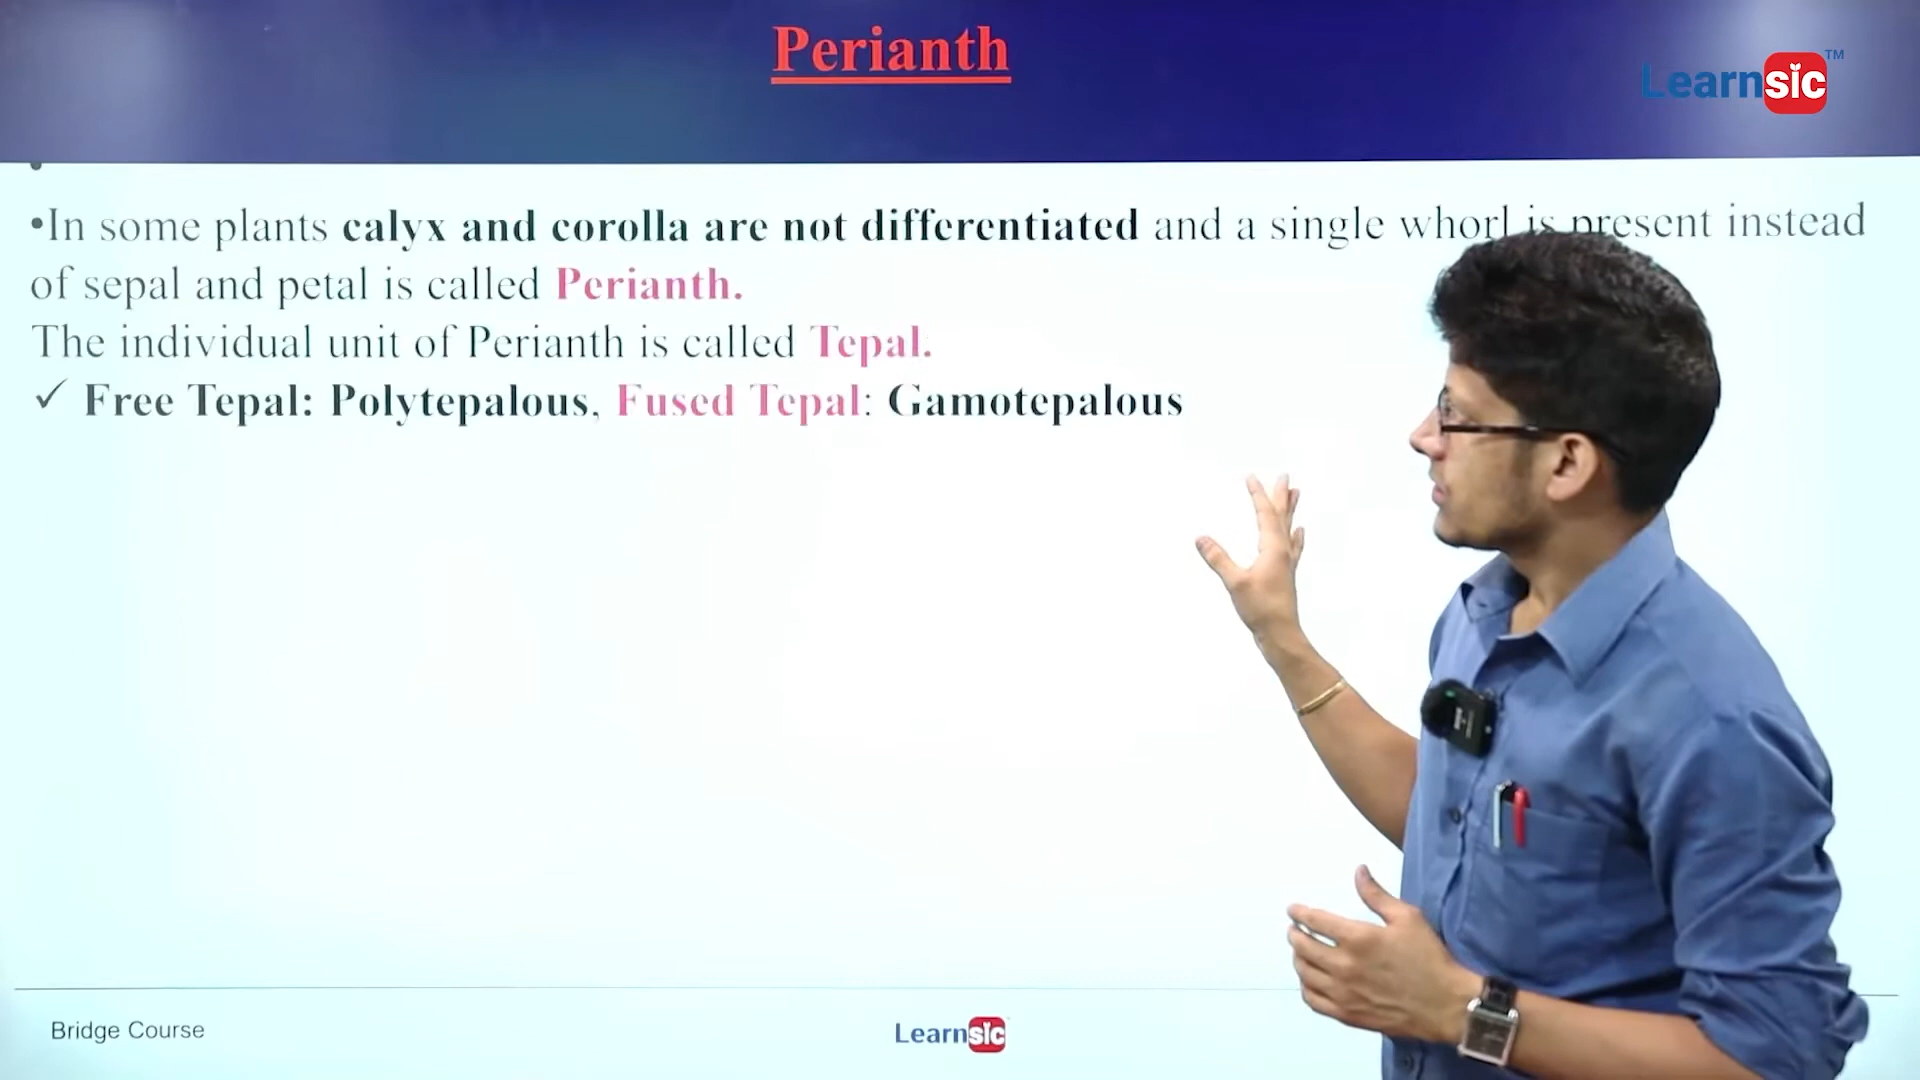 Perianth
Learnsic™
•In some plants calyx and corolla are not differentiated and a single whorl is present instead
of sepal and petal is called Perianth.
The individual unit of Perianth is called Tepal.
✓ Free Tepal: Polytepalous, Fused Tepal: Gamotepalous
Bridge Course
Learnsic